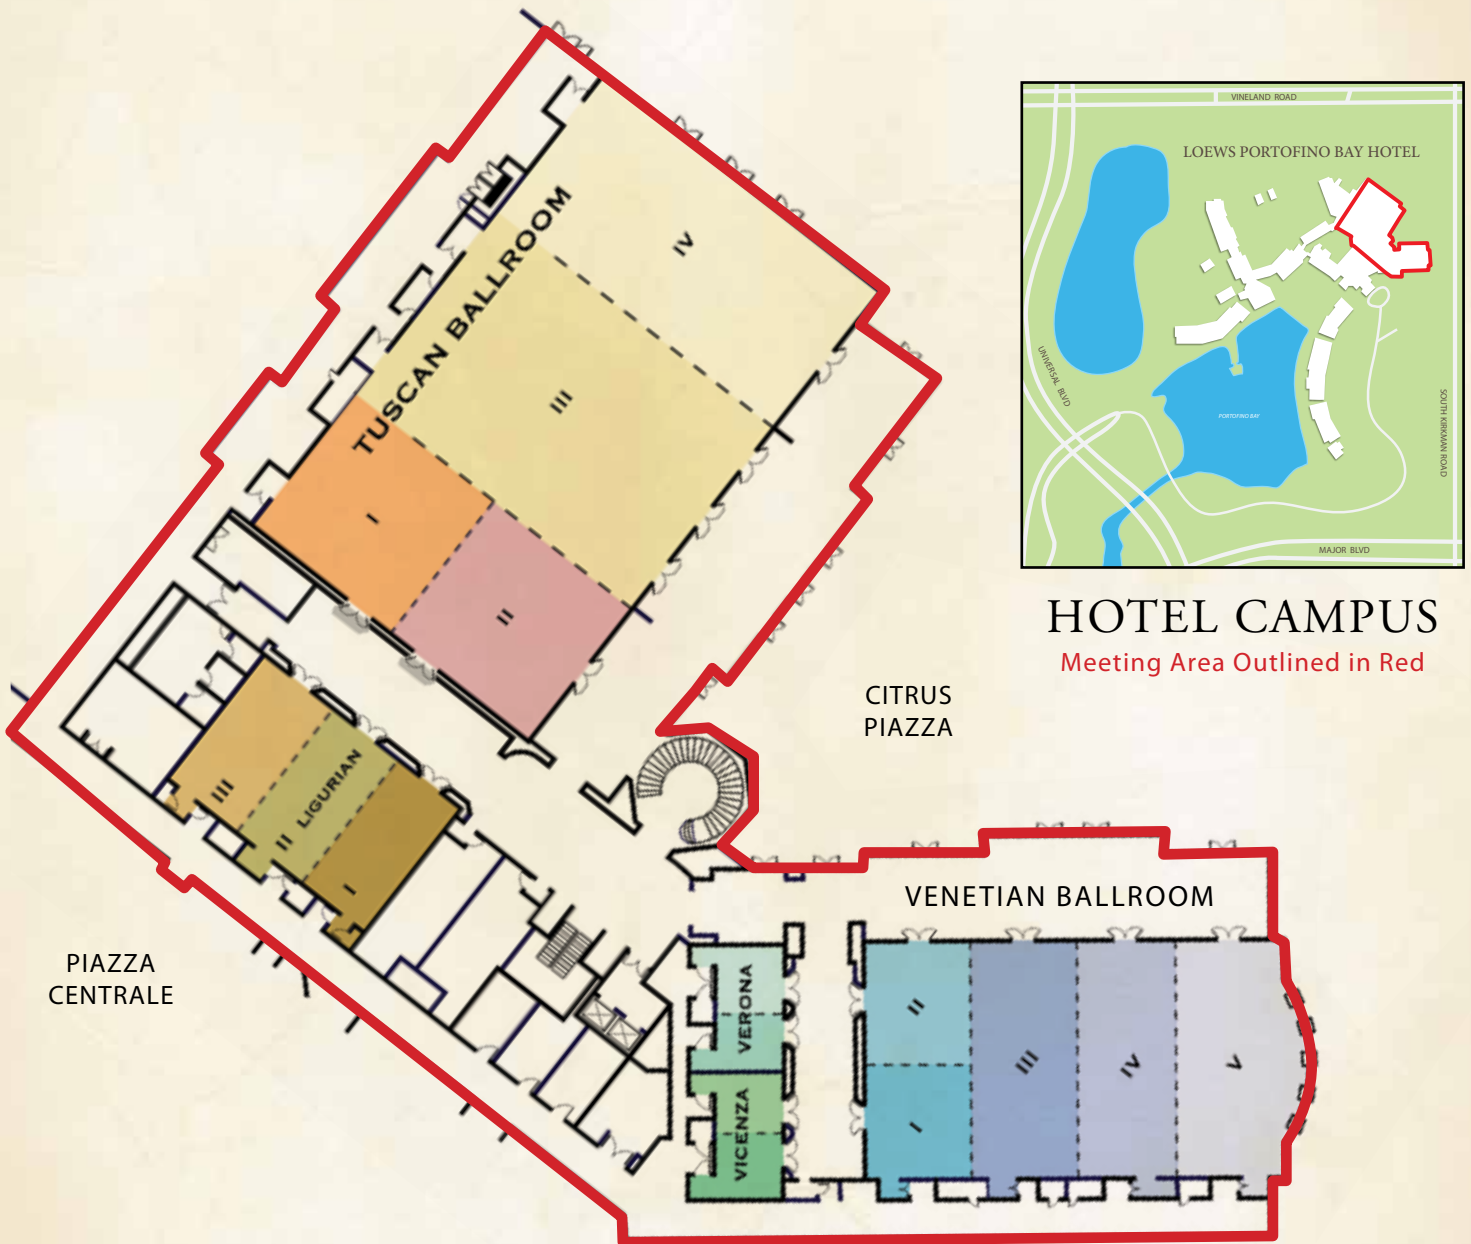 VINELAND ROAD
LOEWS PORTOFINO BAY HOTEL
UNIVERSAL BLVD
PORTOFINO BAY
SOUTH KIRKMAN ROAD
MAJOR BLVD
HOTEL CAMPUS
Meeting Area Outlined in Red
TUSCAN BALLROOM
IV
III
I
II
CITRUS
PIAZZA
III
II
LIGURIAN
I
PIAZZA
CENTRALE
VENETIAN BALLROOM
VERONA
VICENZA
II
I
III
IV
V